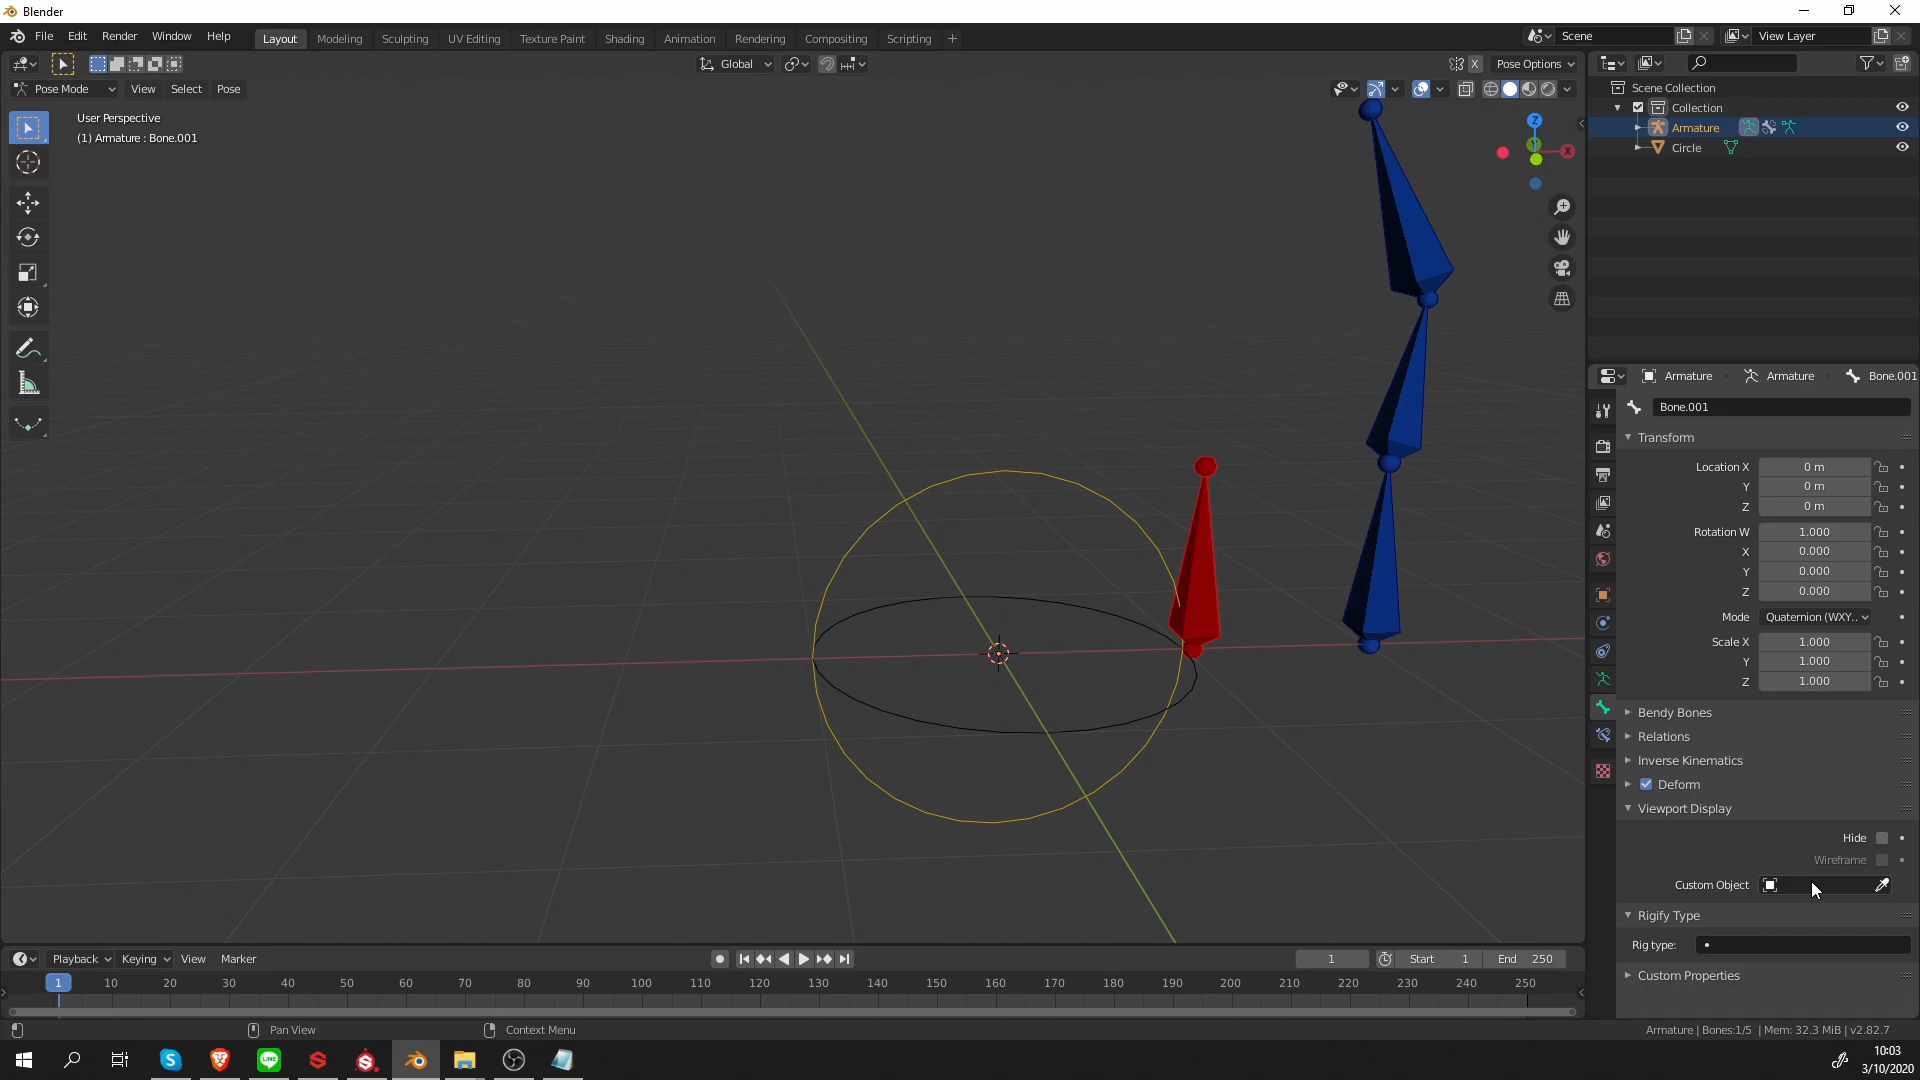 Blender
File Edit Render Window Help
Layout Modeling Sculpting UV Editing Texture Paint Shading Animation Rendering Compositing Scripting +
Scene
View Layer
Global
X
Pose Options
Pose Mode View Select Pose
User Perspective
(1) Armature : Bone.001
Z
Y
X
Scene Collection
Collection
Armature
Circle
Armature Armature Bone.001
Bone.001
Transform
Location X 0 m
Y 0 m
Z 0 m
Rotation W 1.000
X 0.000
Y 0.000
Z 0.000
Mode Quaternion (WXY..
Scale X 1.000
Y 1.000
Z 1.000
Bendy Bones
Relations
Inverse Kinematics
Deform
Viewport Display
Hide
Wireframe
Custom Object
Rigify Type
Rig type:
Custom Properties
Playback Keying View Marker
1
Start 1
End 250
1 10 20 30 40 50 60 70 80 90 100 110 120 130 140 150 160 170 180 190 200 210 220 230 240 250
Pan View
Context Menu
Armature | Bones:1/5 | Mem: 32.3 MiB | v2.82.7
10:03
3/10/2020